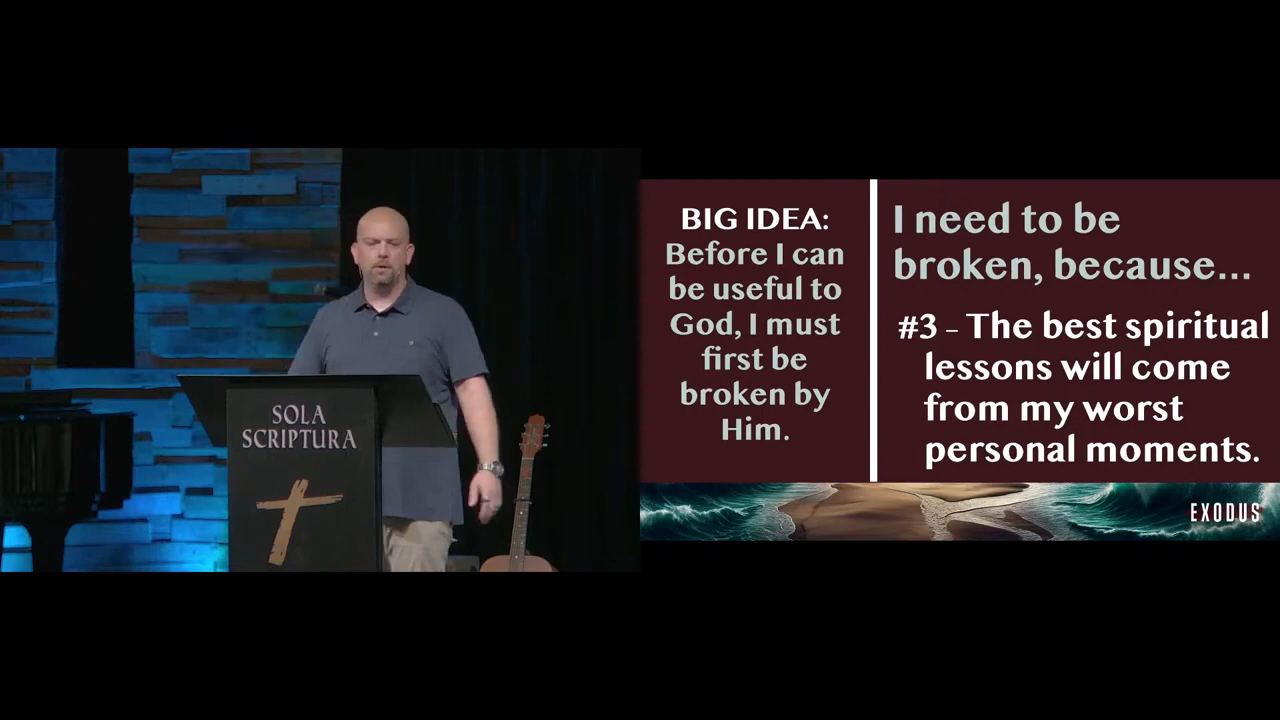 SOLA
SCRIPTURA
BIG IDEA:
Before I can
be useful to
God, I must
first be
broken by
Him.
I need to be
broken, because...
#3 – The best spiritual
lessons will come
from my worst
personal moments.
EXODUS